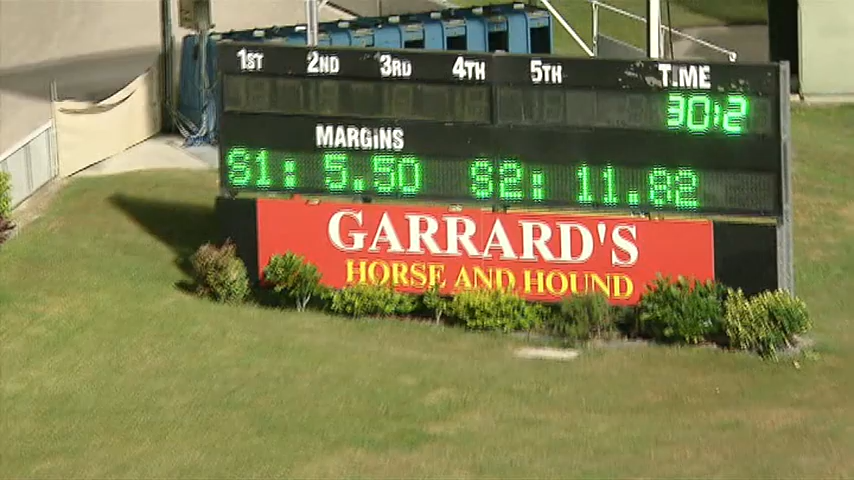 1ST 2ND 3RD 4TH 5TH TIME
30:2
MARGINS
S1: 5.50 S2: 11.82
GARRARD'S
HORSE AND HOUND